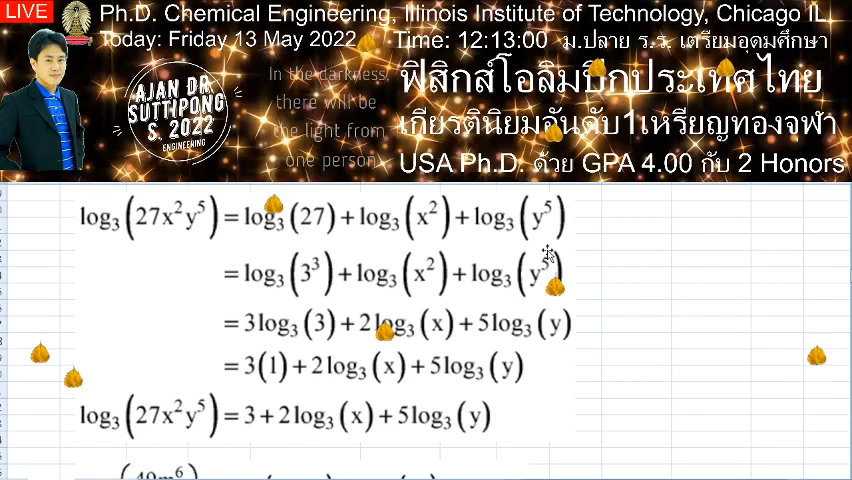 LIVE
Ph.D. Chemical Engineering, Illinois Institute of Technology, Chicago IL
Today: Friday 13 May 2022 Time: 12:13:00 ม.ปลาย ร.ร. เตรียมอุดมศึกษา
AJAN DR.
SUTTIPONG
S. 2022
ENGINEERING
In the darkness,
there will be
the light from
one person
ฟิสิกส์โอลิมปิกประเทศไทย
เกียรตินิยมอันดับ1เหรียญทองจุฬา
USA Ph.D. ด้วย GPA 4.00 กับ 2 Honors
log₃(27x²y⁵) = log₃(27) + log₃(x²) + log₃(y⁵)
= log₃(3³) + log₃(x²) + log₃(y⁵)
= 3log₃(3) + 2log₃(x) + 5log₃(y)
= 3(1) + 2log₃(x) + 5log₃(y)
log₃(27x²y⁵) = 3 + 2log₃(x) + 5log₃(y)